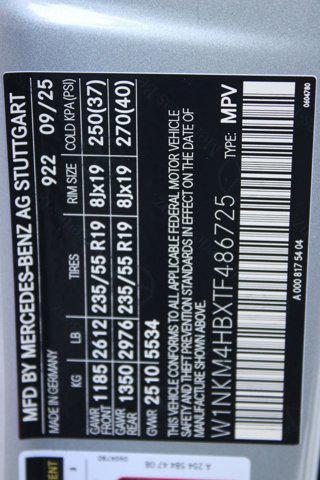 MFD BY MERCEDES-BENZ AG STUTTGART
MADE IN GERMANY 922 09/25
KG LB TIRES RIM SIZE COLD KPA(PSI)
GAWR FRONT 1185 2612 235/55 R19 8Jx19 250(37)
GAWR REAR 1350 2976 235/55 R19 8Jx19 270(40)
GVWR 2510 5534
THIS VEHICLE CONFORMS TO ALL APPLICABLE FEDERAL MOTOR VEHICLE
SAFETY AND THEFT PREVENTION STANDARDS IN EFFECT ON THE DATE OF
MANUFACTURE SHOWN ABOVE.
W1NKM4HBXTF486725 TYPE: MPV
A 000 817 54 04
0604780
A 254 584 47 08
0604780